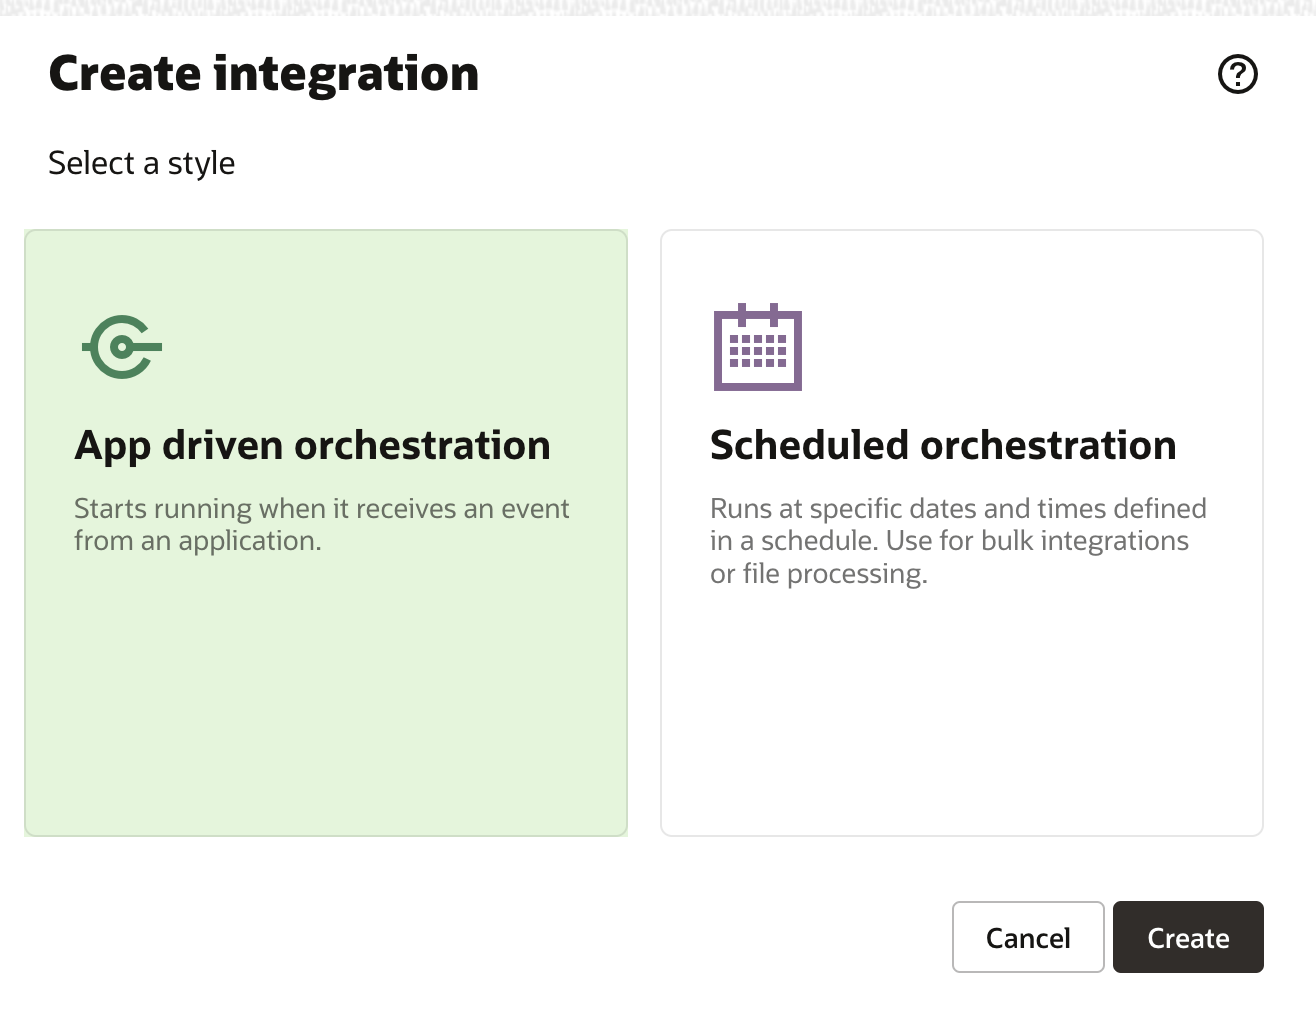 Create integration
Select a style
App driven orchestration
Starts running when it receives an event
from an application.
Scheduled orchestration
Runs at specific dates and times defined
in a schedule. Use for bulk integrations
or file processing.
Cancel
Create